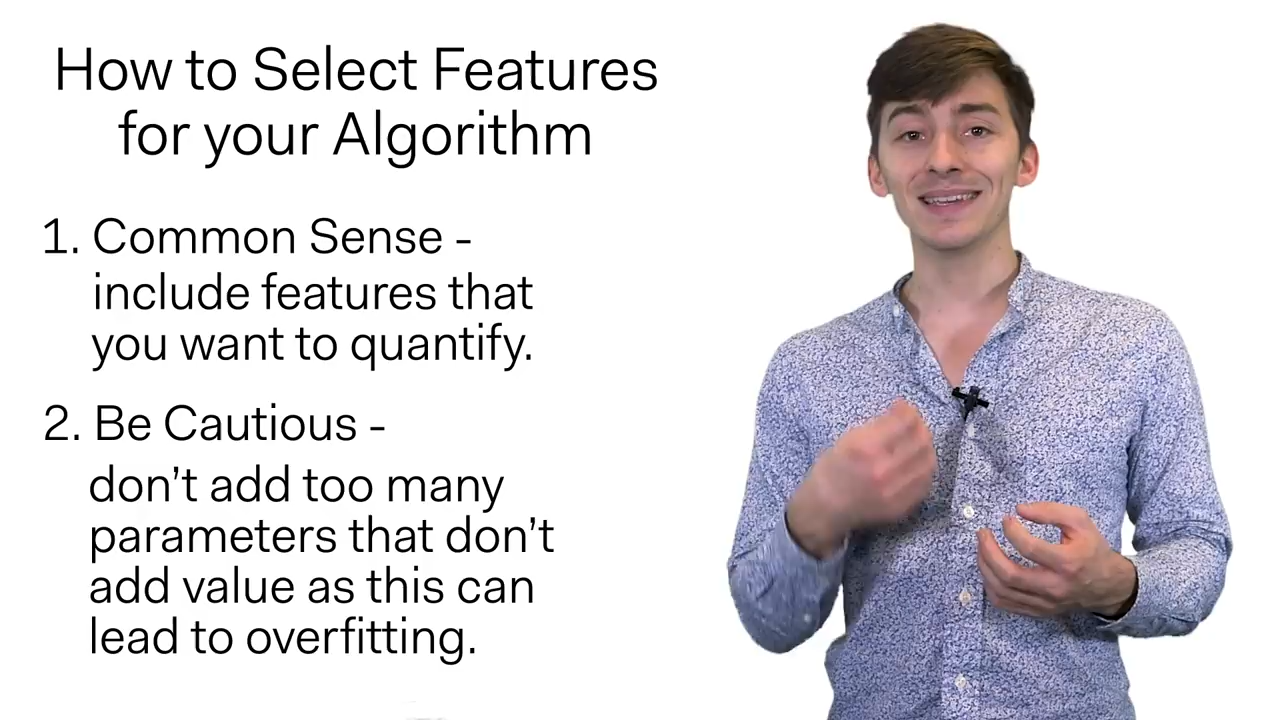 How to Select Features
for your Algorithm
1. Common Sense -
include features that
you want to quantify.
2. Be Cautious -
don't add too many
parameters that don't
add value as this can
lead to overfitting.